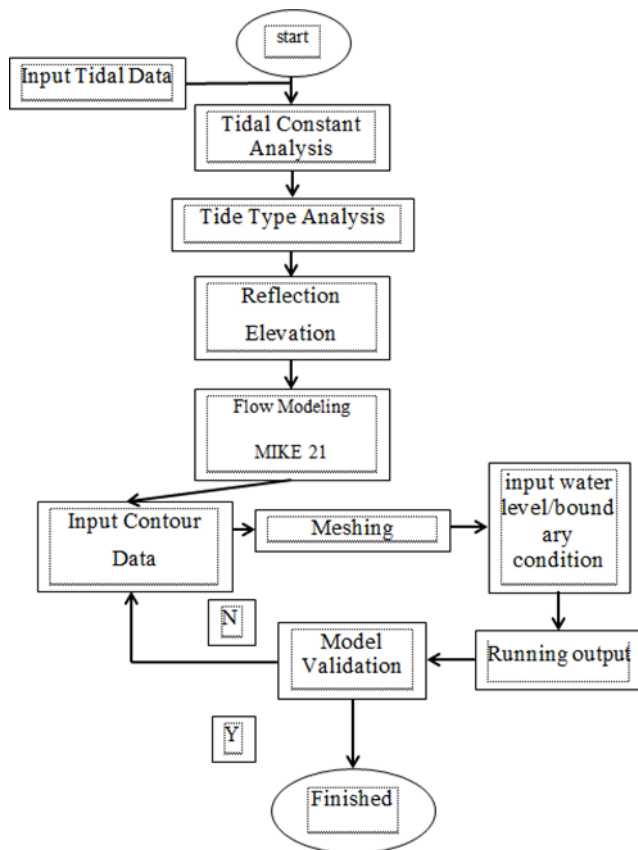 start
Input Tidal Data
Tidal Constant
Analysis
Tide Type Analysis
Reflection
Elevation
Flow Modeling
MIKE 21
Input Contour
Data
Meshing
input water
level/bound
ary
condition
Running output
Model
Validation
N
Y
Finished